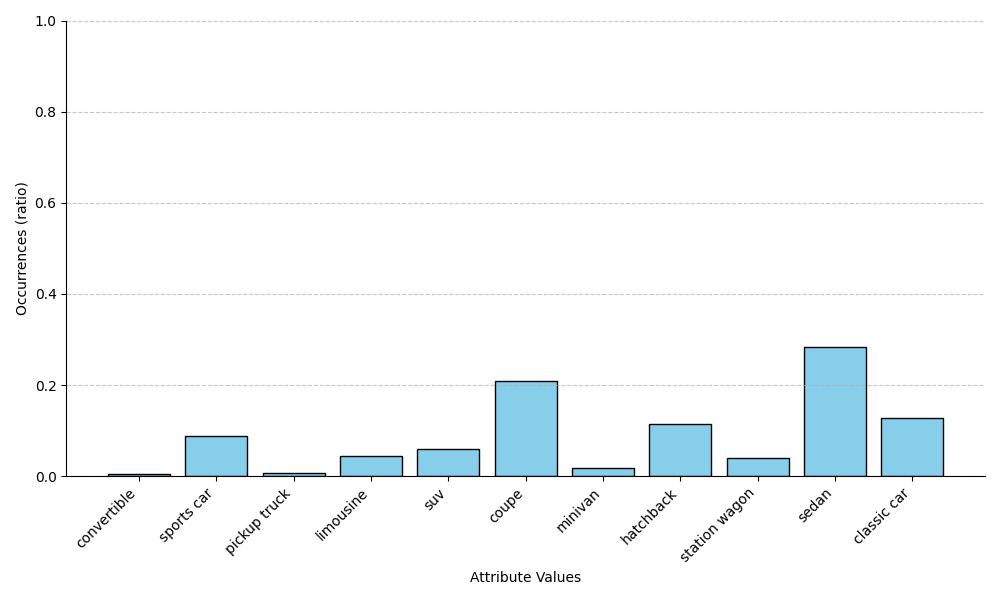 1.0
0.8
0.6
0.4
0.2
0.0
Occurrences (ratio)
convertible
sports car
pickup truck
limousine
suv
coupe
minivan
hatchback
station wagon
sedan
classic car
Attribute Values